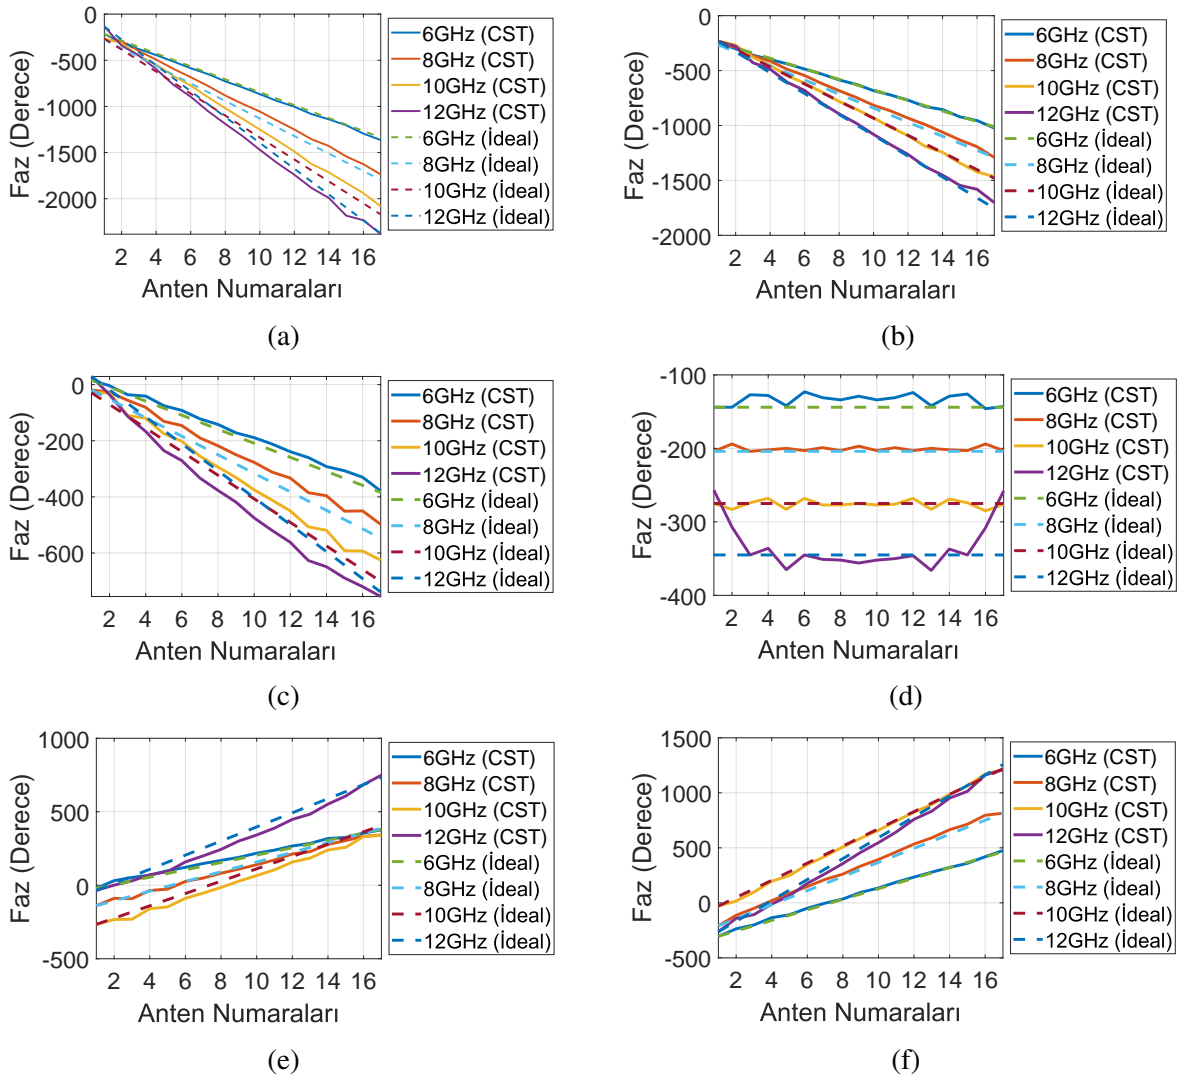 0
-500
-1000
-1500
-2000
2 4 6 8 10 12 14 16
Faz (Derece)
Anten Numaraları
6GHz (CST)
8GHz (CST)
10GHz (CST)
12GHz (CST)
6GHz (İdeal)
8GHz (İdeal)
10GHz (İdeal)
12GHz (İdeal)
(a)
0
-500
-1000
-1500
-2000
2 4 6 8 10 12 14 16
Faz (Derece)
Anten Numaraları
6GHz (CST)
8GHz (CST)
10GHz (CST)
12GHz (CST)
6GHz (İdeal)
8GHz (İdeal)
10GHz (İdeal)
12GHz (İdeal)
(b)
0
-200
-400
-600
2 4 6 8 10 12 14 16
Faz (Derece)
Anten Numaraları
6GHz (CST)
8GHz (CST)
10GHz (CST)
12GHz (CST)
6GHz (İdeal)
8GHz (İdeal)
10GHz (İdeal)
12GHz (İdeal)
(c)
-100
-200
-300
-400
2 4 6 8 10 12 14 16
Faz (Derece)
Anten Numaraları
6GHz (CST)
8GHz (CST)
10GHz (CST)
12GHz (CST)
6GHz (İdeal)
8GHz (İdeal)
10GHz (İdeal)
12GHz (İdeal)
(d)
1000
500
0
-500
2 4 6 8 10 12 14 16
Faz (Derece)
Anten Numaraları
6GHz (CST)
8GHz (CST)
10GHz (CST)
12GHz (CST)
6GHz (İdeal)
8GHz (İdeal)
10GHz (İdeal)
12GHz (İdeal)
(e)
1500
1000
500
0
-500
2 4 6 8 10 12 14 16
Faz (Derece)
Anten Numaraları
6GHz (CST)
8GHz (CST)
10GHz (CST)
12GHz (CST)
6GHz (İdeal)
8GHz (İdeal)
10GHz (İdeal)
12GHz (İdeal)
(f)